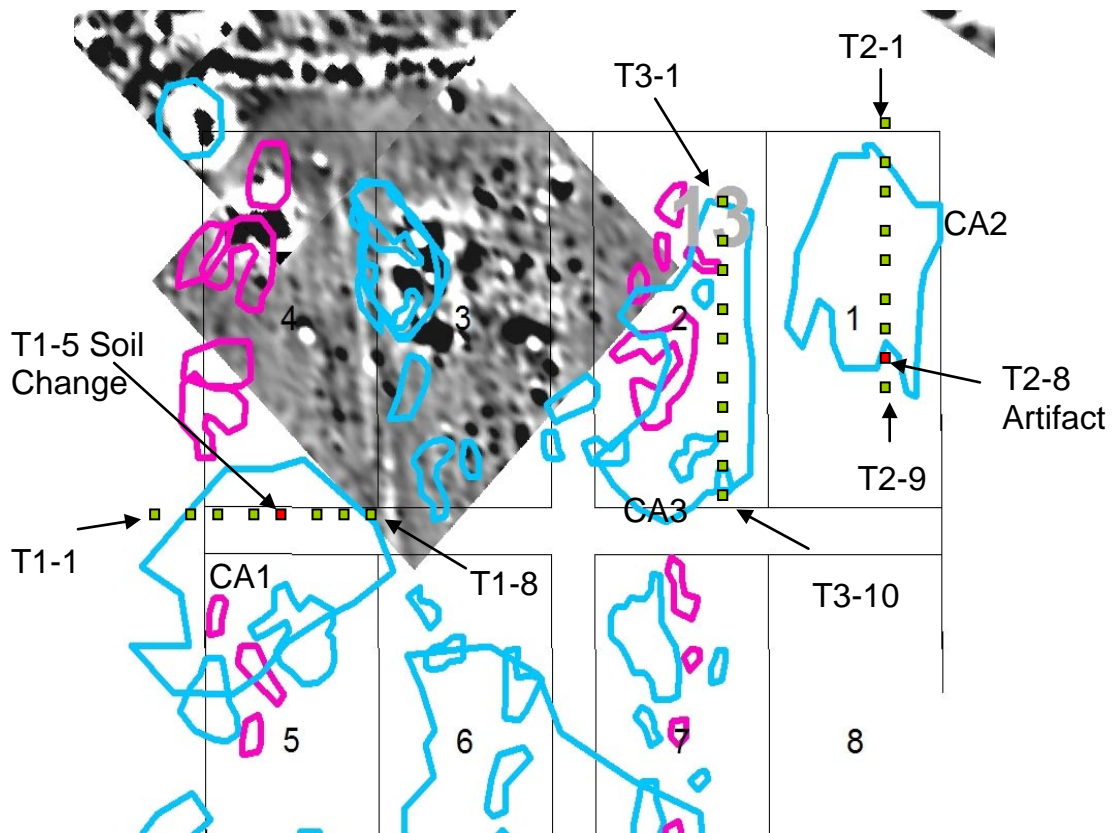 T2-1
T3-1
13
CA2
4
3
2
1
T1-5 Soil
Change
T2-8
Artifact
T2-9
CA3
T1-1
CA1
T1-8
T3-10
5
6
7
8